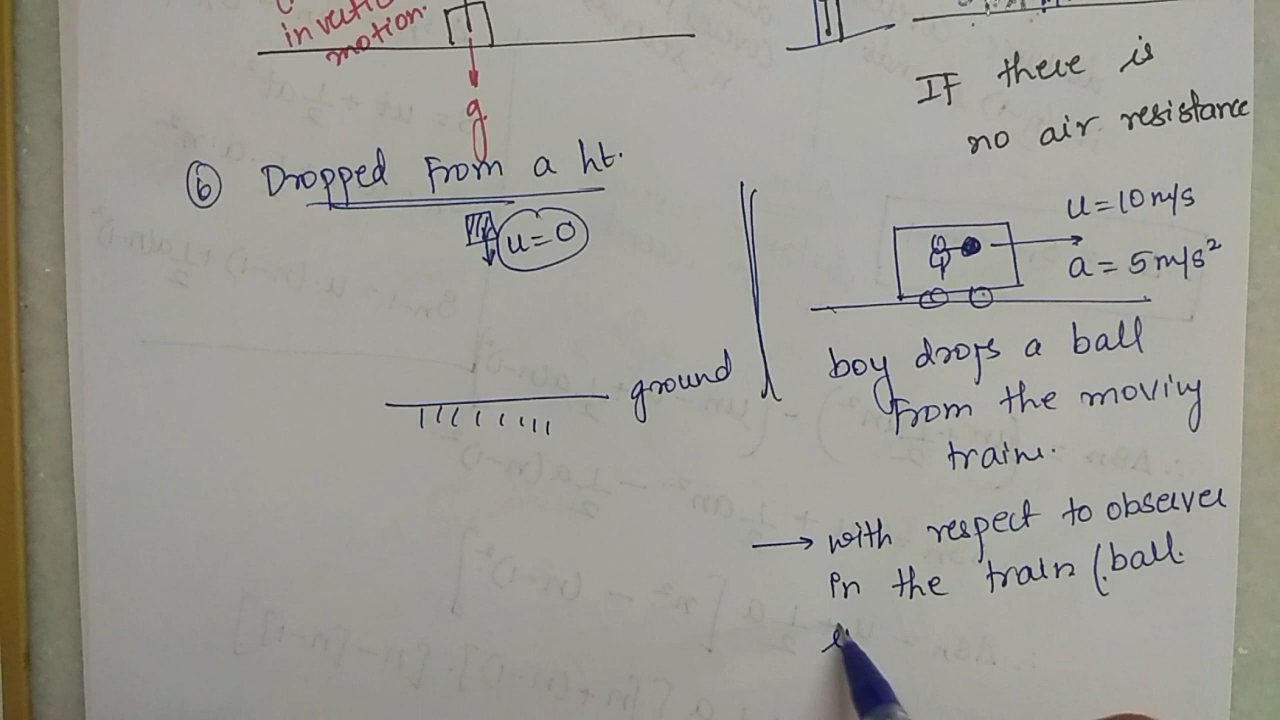 in vertic
motion.
g
IF there is
no air resistance
⑥ Dropped From a ht.
u=0
ground
u=10m/s
a=5m/s²
boy drops a ball
From the moving
train.
→ with respect to observer
in the train (ball